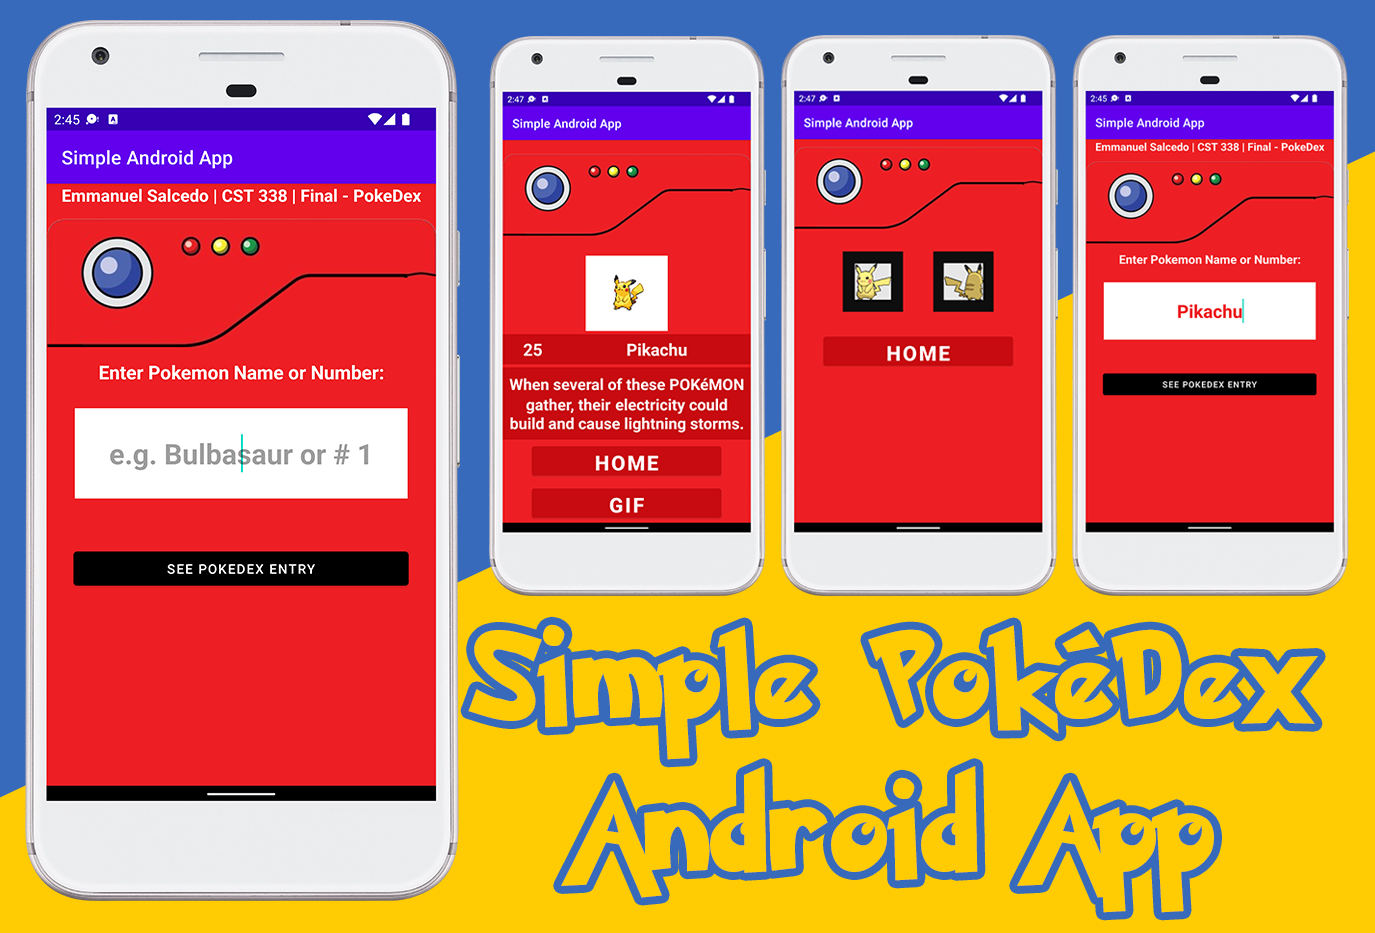 2:45
Simple Android App
Emmanuel Salcedo | CST 338 | Final - PokeDex
Enter Pokemon Name or Number:
e.g. Bulbasaur or # 1
SEE POKEDEX ENTRY
2:47
Simple Android App
25 Pikachu
When several of these POKéMON
gather, their electricity could
build and cause lightning storms.
HOME
GIF
2:47
Simple Android App
HOME
2:45
Simple Android App
Emmanuel Salcedo | CST 338 | Final - PokeDex
Enter Pokemon Name or Number:
Pikachu
SEE POKEDEX ENTRY
Simple PokéDex
Android App